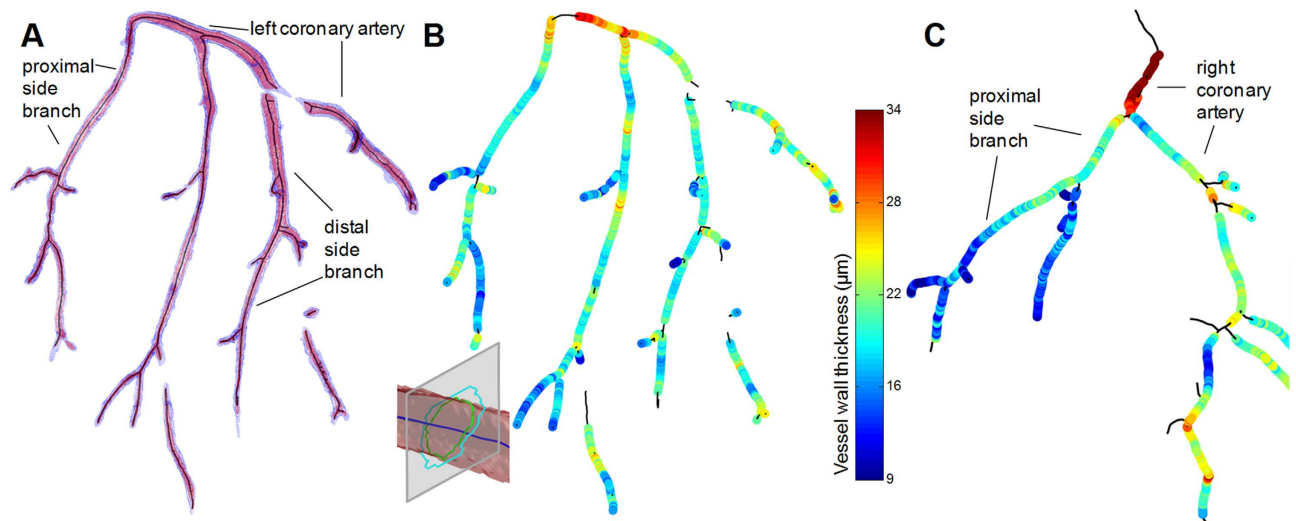 A
left coronary artery
proximal
side
branch
distal
side
branch
B
Vessel wall thickness (µm)
34
28
22
16
9
C
right
coronary
artery
proximal
side
branch